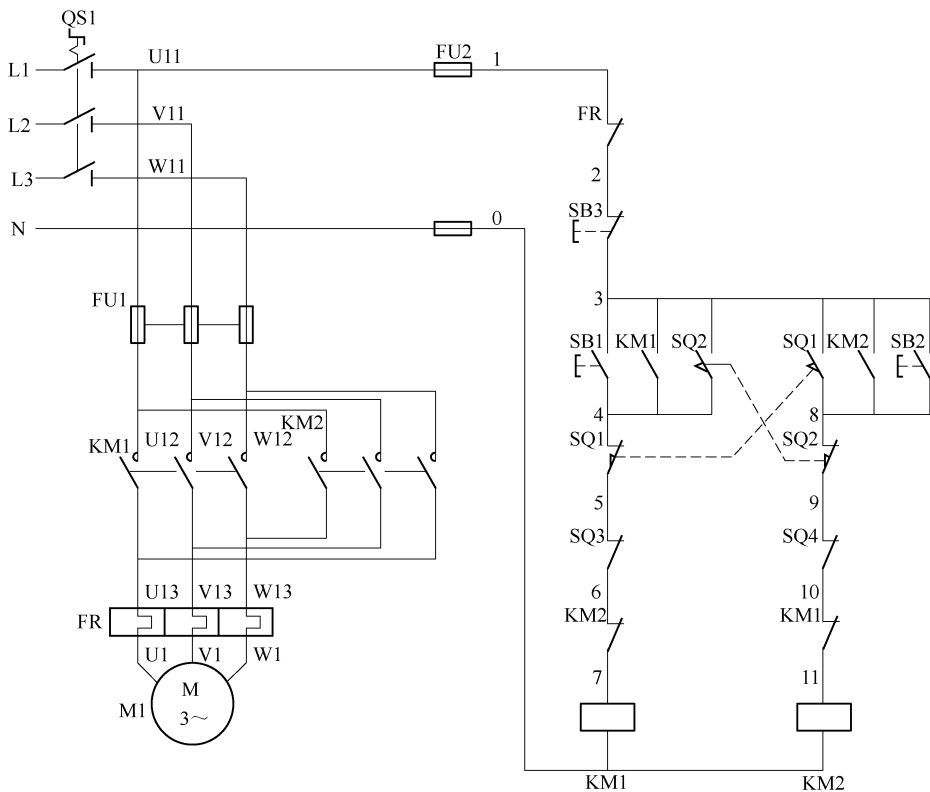 QS1
L1 U11 FU2 1
L2 V11 FR
L3 W11 2
N 0 SB3
FU1 3
SB1 KM1 SQ2 SQ1 KM2 SB2
4 8
KM1 U12 V12 W12 KM2 SQ1 SQ2
5 9
SQ3 SQ4
U13 V13 W13 6 10
FR KM2 KM1
U1 V1 W1 7 11
M1 M
3～
KM1 KM2